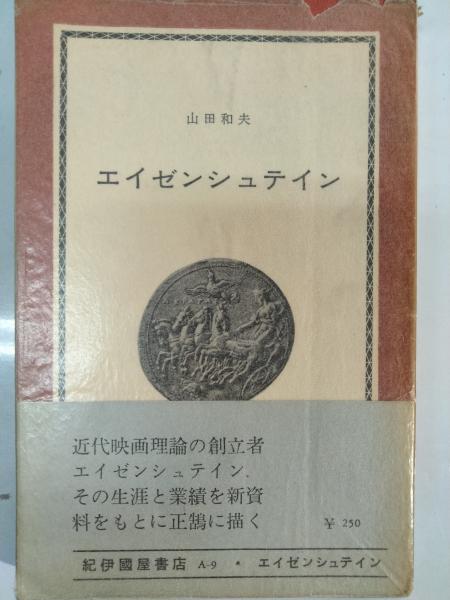 山田和夫
エイゼンシュテイン
近代映画理論の創立者
エイゼンシュテイン.
その生涯と業績を新資
料をもとに正鵠に描く
¥ 250
紀伊國屋書店 A-9 • エイゼンシュテイン